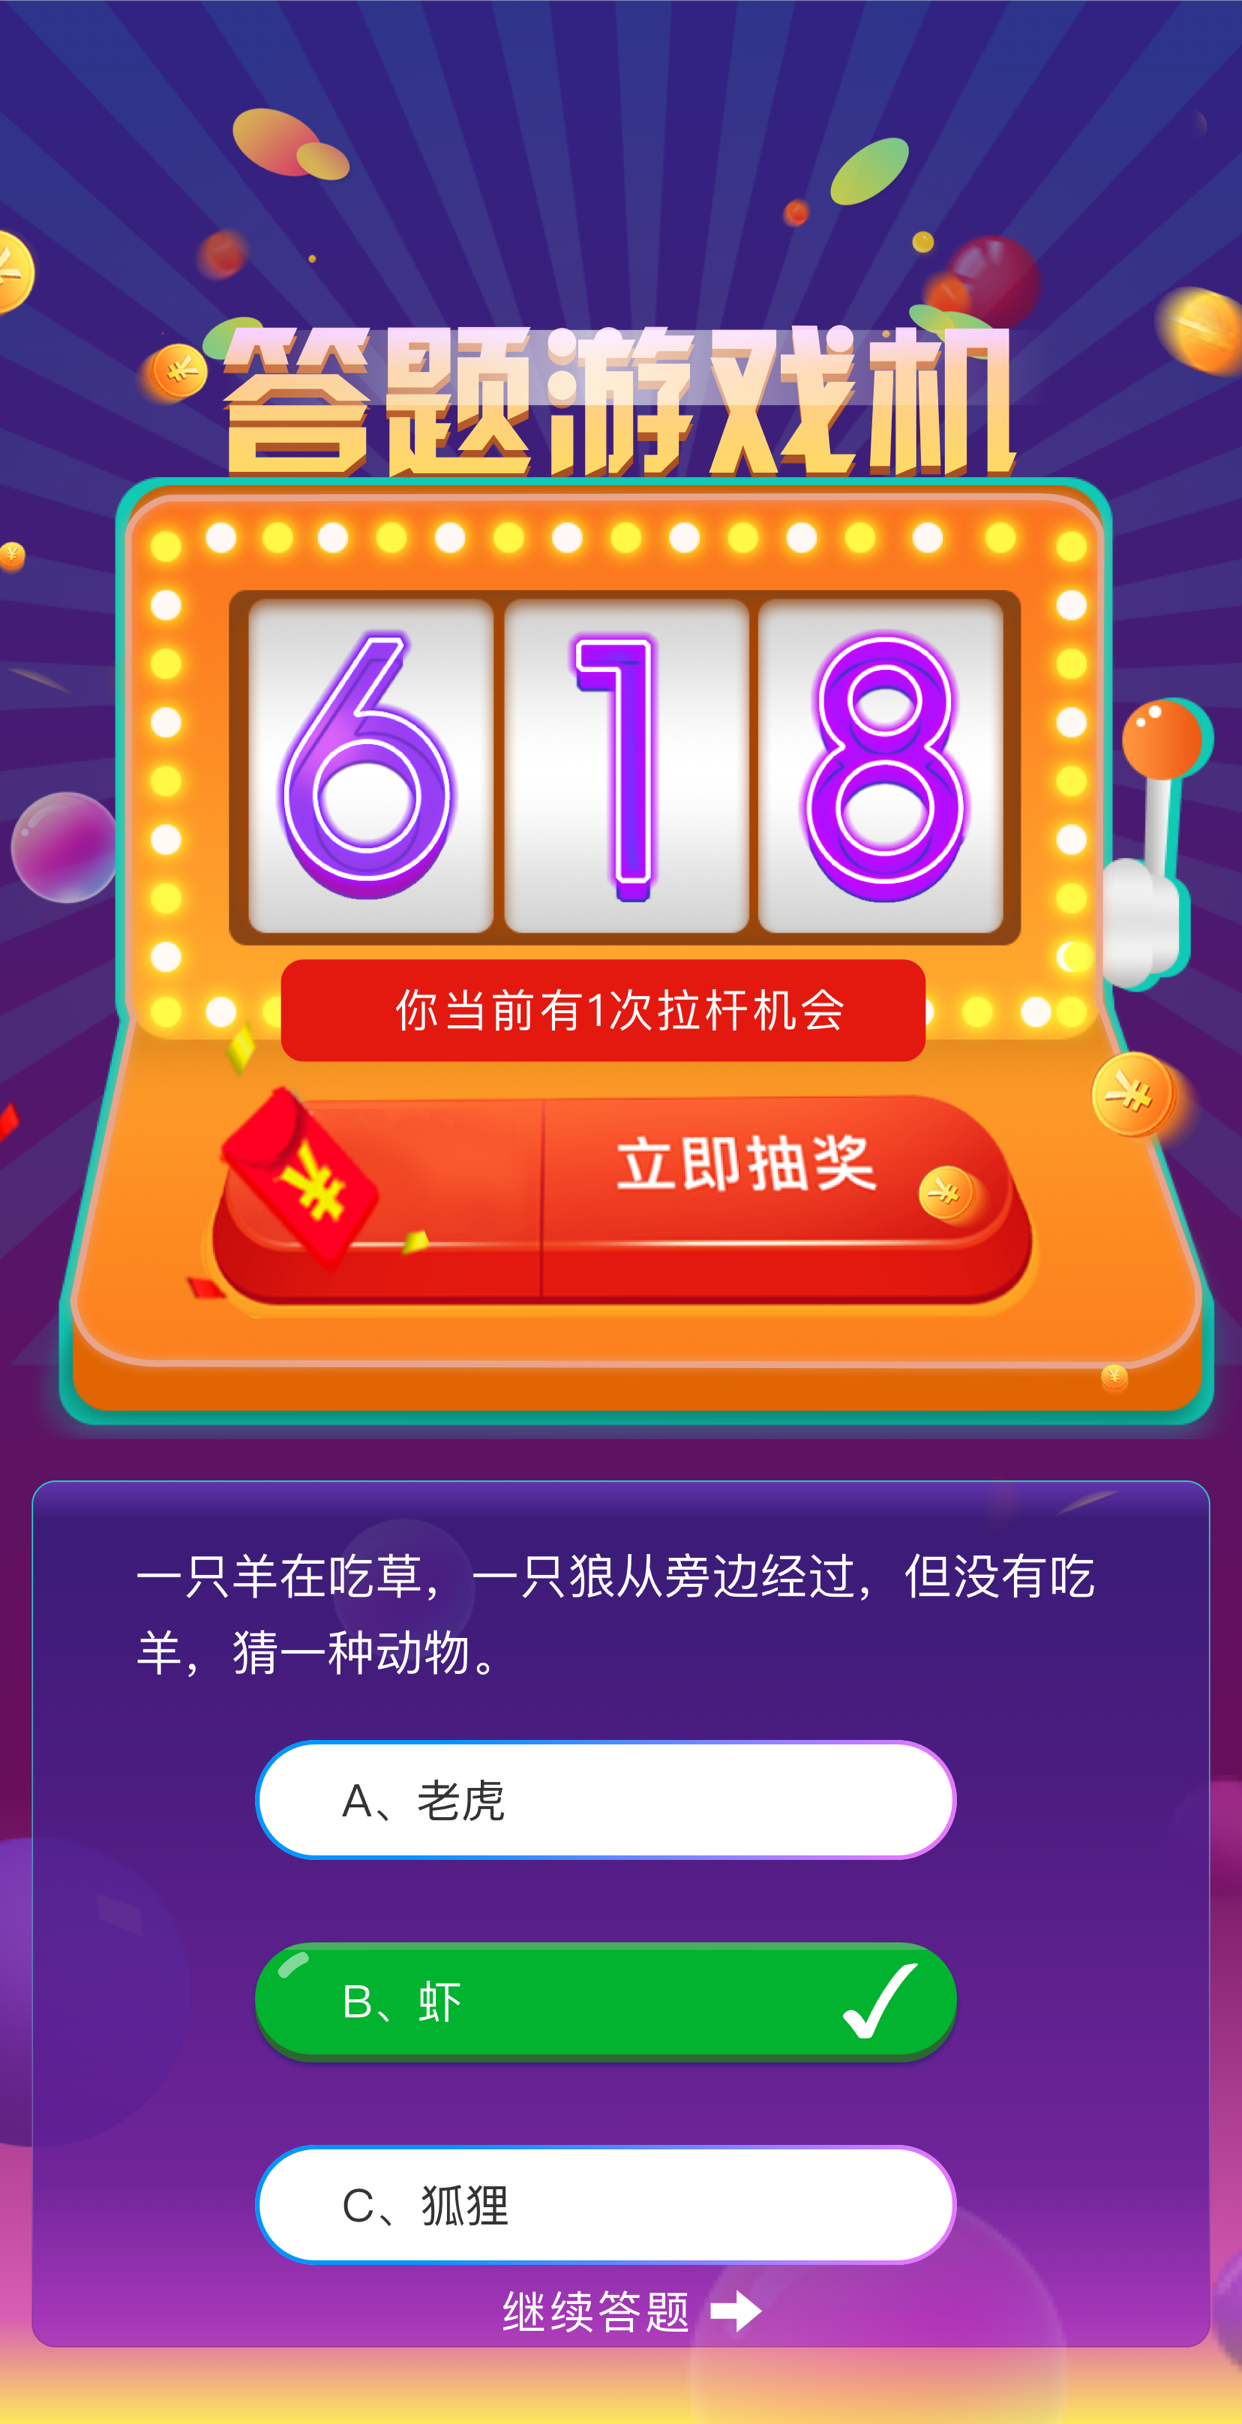 答题游戏机
618
你当前有1次拉杆机会
立即抽奖
一只羊在吃草，一只狼从旁边经过，但没有吃
羊，猜一种动物。
A、老虎
B、虾
C、狐狸
继续答题